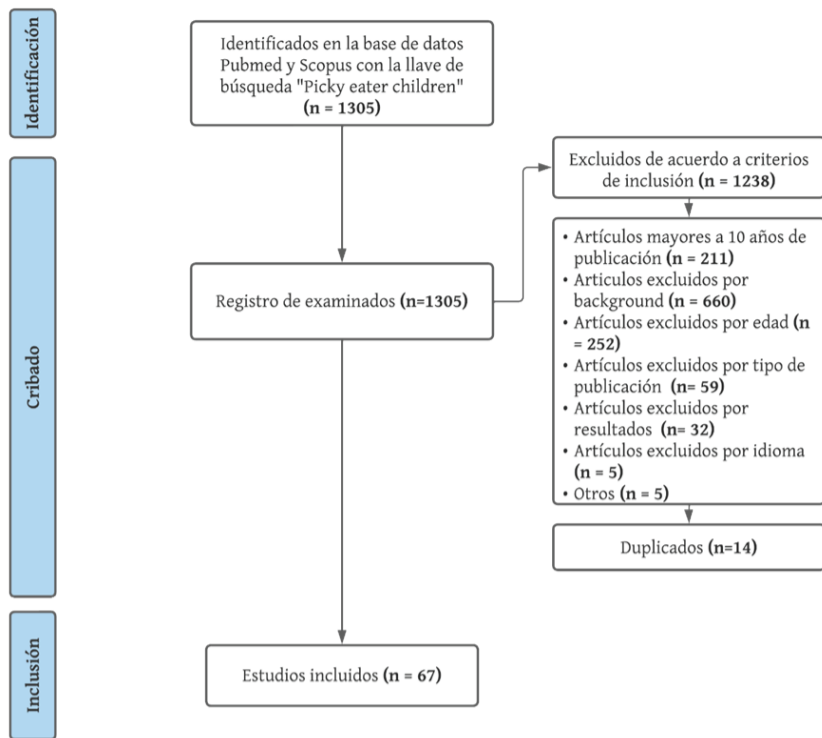 Identificación
Identificados en la base de datos
Pubmed y Scopus con la llave de
búsqueda "Picky eater children"
(n = 1305)
Cribado
Registro de examinados (n=1305)
Excluidos de acuerdo a criterios
de inclusión (n = 1238)
• Artículos mayores a 10 años de
publicación (n = 211)
• Articulos excluidos por
background (n = 660)
• Artículos excluidos por edad (n
= 252)
• Artículos excluidos por tipo de
publicación (n= 59)
• Artículos excluidos por
resultados (n= 32)
• Artículos excluidos por idioma
(n = 5)
• Otros (n = 5)
Duplicados (n=14)
Inclusión
Estudios incluidos (n = 67)